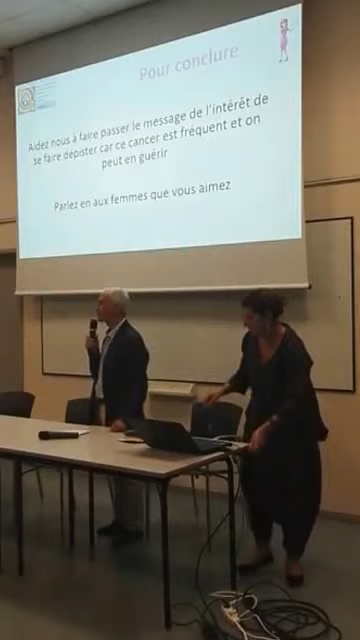 Pour conclure
Aidez nous à faire passer le message de l'intérêt de
se faire dépister car ce cancer est fréquent et on
peut en guérir
Parlez en aux femmes que vous aimez